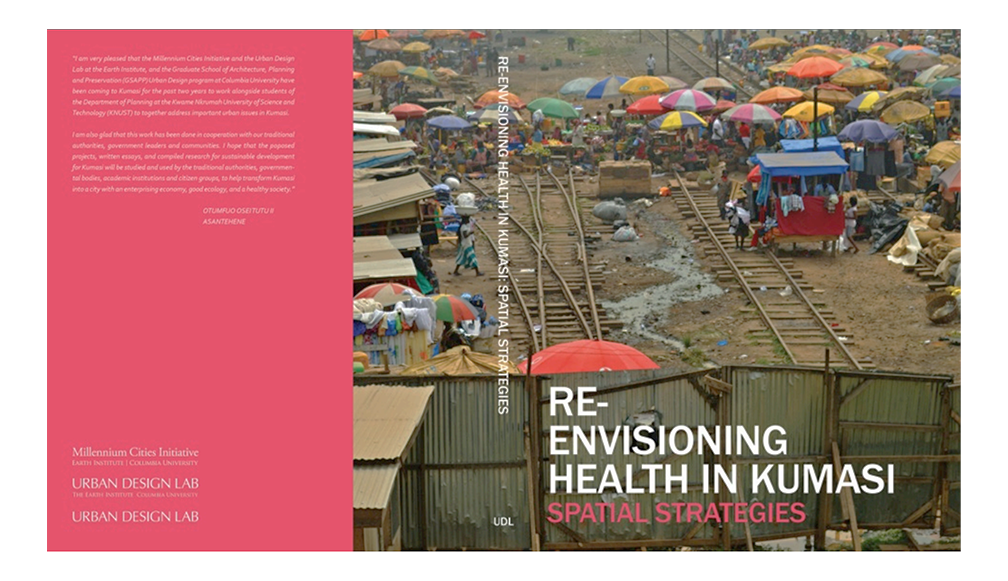 "I am very pleased that the Millennium Cities Initiative and the Urban Design
Lab at the Earth Institute, and the Graduate School of Architecture, Planning
and Preservation (GSAPP) Urban Design program at Columbia University have
been coming to Kumasi for the past two years to work alongside students of
the Department of Planning at the Kwame Nkrumah University of Science and
Technology (KNUST) to together address important urban issues in Kumasi.
I am also glad that this work has been done in cooperation with our traditional
authorities, government leaders and communities. I hope that the poposed
projects, written essays, and compiled research for sustainable development
for Kumasi will be studied and used by the traditional authorities, governmen-
tal bodies, academic institutions and citizen groups, to help transform Kumasi
into a city with an enterprising economy, good ecology, and a healthy society."
OTUMFUO OSEI TUTU II
ASANTEHENE
Millennium Cities Initiative
EARTH INSTITUTE | COLUMBIA UNIVERSITY
URBAN DESIGN LAB
THE EARTH INSTITUTE COLUMBIA UNIVERSITY
URBAN DESIGN LAB
RE-ENVISIONING HEALTH IN KUMASI: SPATIAL STRATEGIES
UDL
RE-
ENVISIONING
HEALTH IN KUMASI
SPATIAL STRATEGIES